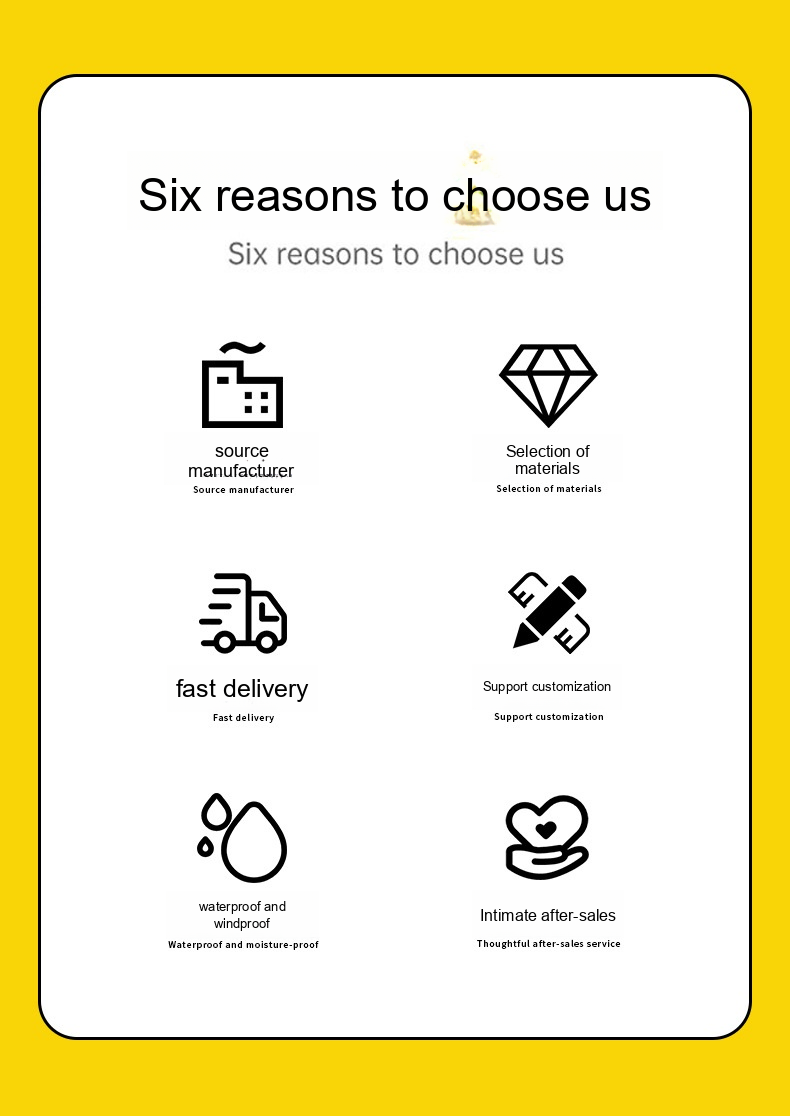 Six reasons to choose us
Six reasons to choose us
source
manufacturer
Source manufacturer
Selection of
materials
Selection of materials
fast delivery
Fast delivery
Support customization
Support customization
waterproof and
windproof
Waterproof and moisture-proof
Intimate after-sales
Thoughtful after-sales service